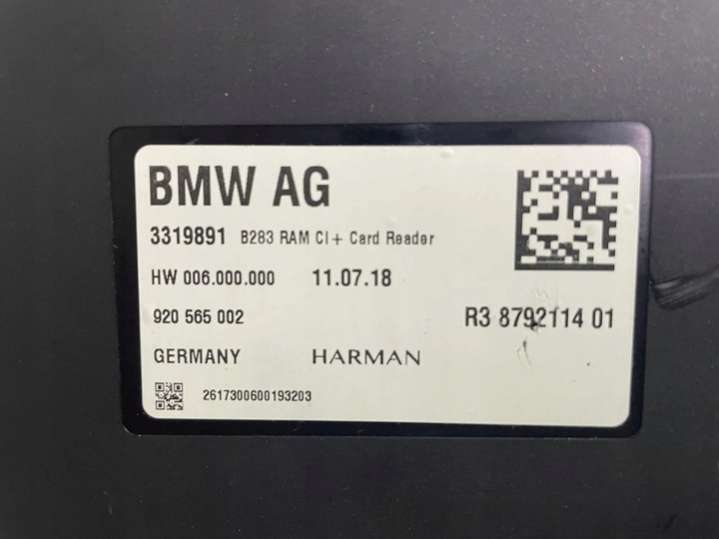 BMW AG
3319891 B283 RAM CI+ Card Reader
HW 006.000.000 11.07.18
920 565 002 R3 8792114 01
GERMANY HARMAN
2617300600193203